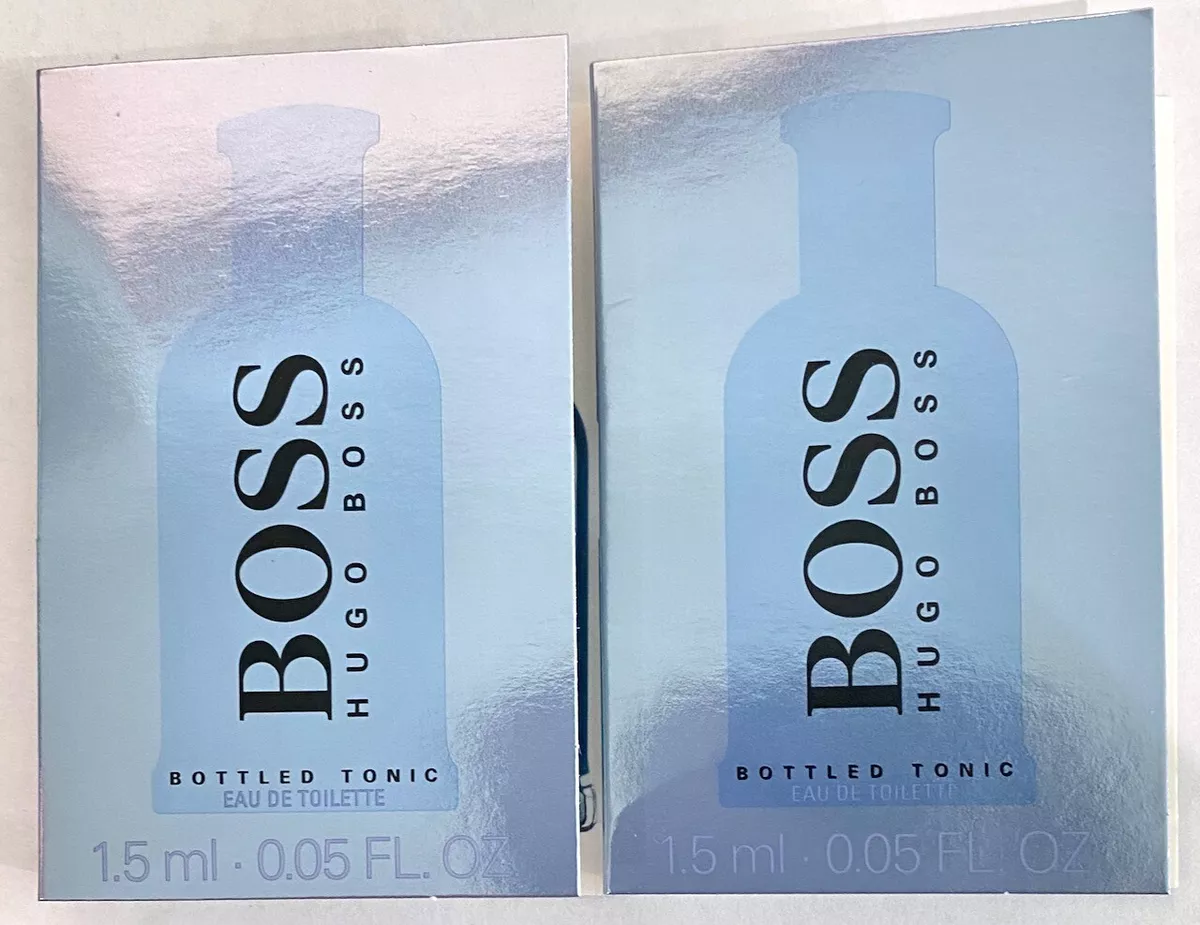 BOSS
HUGO BOSS
BOTTLED TONIC
EAU DE TOILETTE
1.5 ml · 0.05 FL. OZ
BOSS
HUGO BOSS
BOTTLED TONIC
EAU DE TOILETTE
1.5 ml · 0.05 FL. OZ